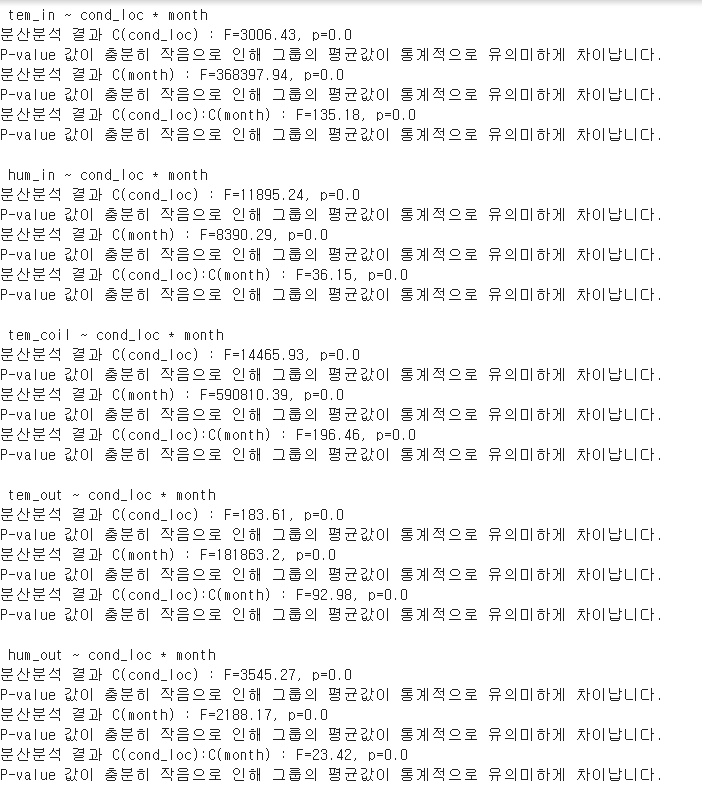 tem_in ~ cond_loc * month
분산분석 결과 C(cond_loc) : F=3006.43, p=0.0
P-value 값이 충분히 작음으로 인해 그룹의 평균값이 통계적으로 유의미하게 차이납니다.
분산분석 결과 C(month) : F=368397.94, p=0.0
P-value 값이 충분히 작음으로 인해 그룹의 평균값이 통계적으로 유의미하게 차이납니다.
분산분석 결과 C(cond_loc):C(month) : F=135.18, p=0.0
P-value 값이 충분히 작음으로 인해 그룹의 평균값이 통계적으로 유의미하게 차이납니다.

hum_in ~ cond_loc * month
분산분석 결과 C(cond_loc) : F=11895.24, p=0.0
P-value 값이 충분히 작음으로 인해 그룹의 평균값이 통계적으로 유의미하게 차이납니다.
분산분석 결과 C(month) : F=8390.29, p=0.0
P-value 값이 충분히 작음으로 인해 그룹의 평균값이 통계적으로 유의미하게 차이납니다.
분산분석 결과 C(cond_loc):C(month) : F=36.15, p=0.0
P-value 값이 충분히 작음으로 인해 그룹의 평균값이 통계적으로 유의미하게 차이납니다.

tem_coil ~ cond_loc * month
분산분석 결과 C(cond_loc) : F=14465.93, p=0.0
P-value 값이 충분히 작음으로 인해 그룹의 평균값이 통계적으로 유의미하게 차이납니다.
분산분석 결과 C(month) : F=590810.39, p=0.0
P-value 값이 충분히 작음으로 인해 그룹의 평균값이 통계적으로 유의미하게 차이납니다.
분산분석 결과 C(cond_loc):C(month) : F=196.46, p=0.0
P-value 값이 충분히 작음으로 인해 그룹의 평균값이 통계적으로 유의미하게 차이납니다.

tem_out ~ cond_loc * month
분산분석 결과 C(cond_loc) : F=183.61, p=0.0
P-value 값이 충분히 작음으로 인해 그룹의 평균값이 통계적으로 유의미하게 차이납니다.
분산분석 결과 C(month) : F=181863.2, p=0.0
P-value 값이 충분히 작음으로 인해 그룹의 평균값이 통계적으로 유의미하게 차이납니다.
분산분석 결과 C(cond_loc):C(month) : F=92.98, p=0.0
P-value 값이 충분히 작음으로 인해 그룹의 평균값이 통계적으로 유의미하게 차이납니다.

hum_out ~ cond_loc * month
분산분석 결과 C(cond_loc) : F=3545.27, p=0.0
P-value 값이 충분히 작음으로 인해 그룹의 평균값이 통계적으로 유의미하게 차이납니다.
분산분석 결과 C(month) : F=2188.17, p=0.0
P-value 값이 충분히 작음으로 인해 그룹의 평균값이 통계적으로 유의미하게 차이납니다.
분산분석 결과 C(cond_loc):C(month) : F=23.42, p=0.0
P-value 값이 충분히 작음으로 인해 그룹의 평균값이 통계적으로 유의미하게 차이납니다.